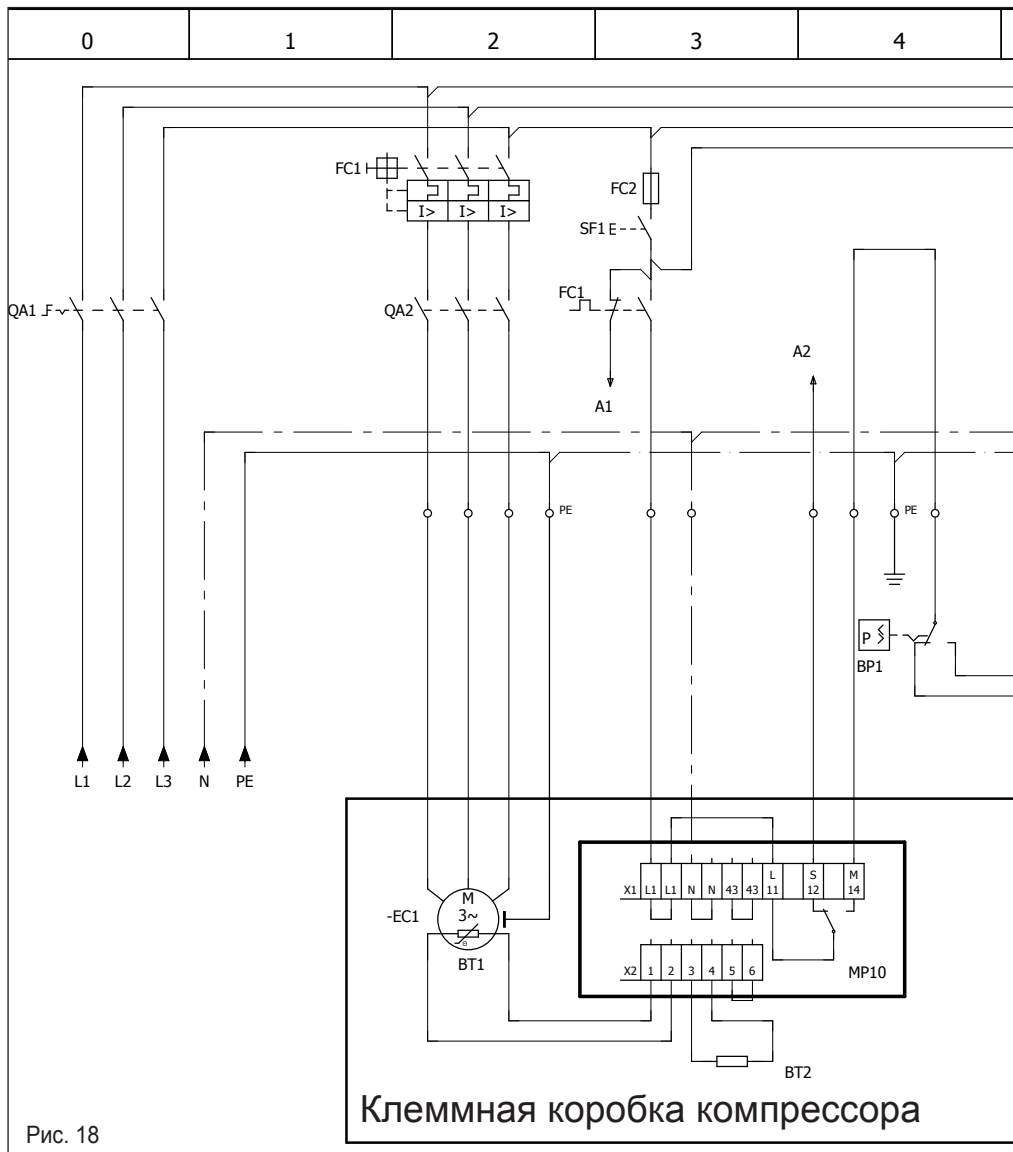 0 1 2 3 4
FC1
I> I> I>
FC2
SF1
QA1
QA2
FC1
A2
A1
PE PE
P
BP1
L1 L2 L3 N PE
M
3~
-EC1
θ
BT1
L S M
X1 L1 L1 N N 43 43 11 12 14
X2 1 2 3 4 5 6
MP10
BT2
Клеммная коробка компрессора
Рис. 18